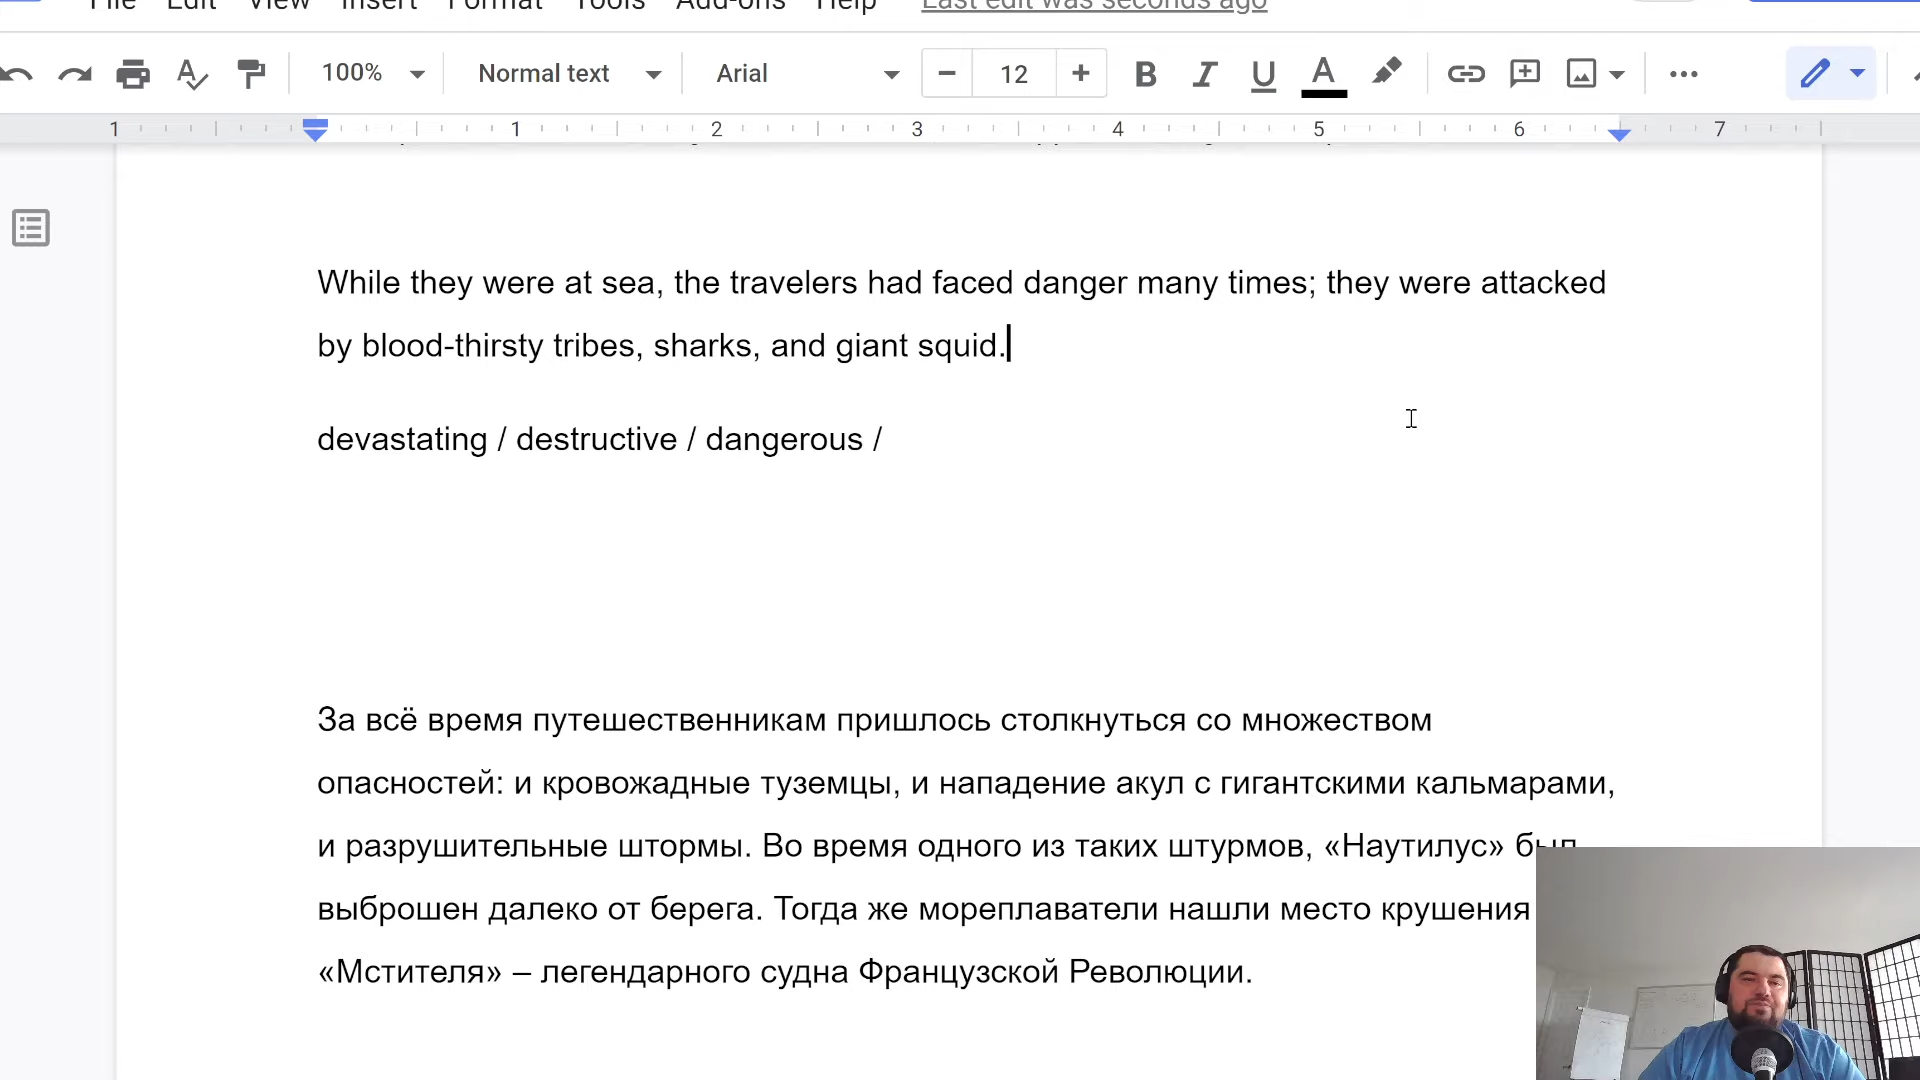 File Edit View Insert Format Tools Add-ons Help Last edit was seconds ago
100% Normal text Arial 12 B I U A
1 1 2 3 4 5 6 7
While they were at sea, the travelers had faced danger many times; they were attacked
by blood-thirsty tribes, sharks, and giant squid.
devastating / destructive / dangerous /
За всё время путешественникам пришлось столкнуться со множеством
опасностей: и кровожадные туземцы, и нападение акул с гигантскими кальмарами,
и разрушительные штормы. Во время одного из таких штурмов, «Наутилус» был
выброшен далеко от берега. Тогда же мореплаватели нашли место крушения
«Мстителя» – легендарного судна Французской Революции.